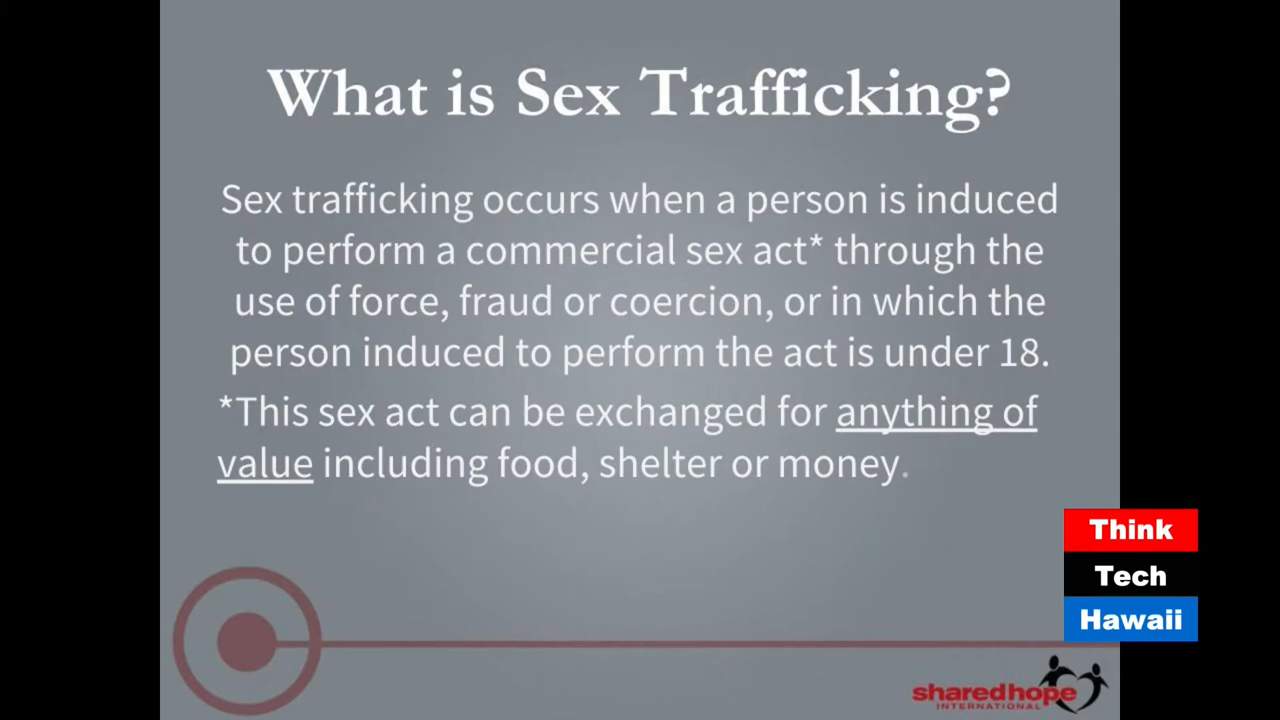 What is Sex Trafficking?
Sex trafficking occurs when a person is induced
to perform a commercial sex act* through the
use of force, fraud or coercion, or in which the
person induced to perform the act is under 18.
*This sex act can be exchanged for anything of
value including food, shelter or money.
Think
Tech
Hawaii
sharedhope
INTERNATIONAL